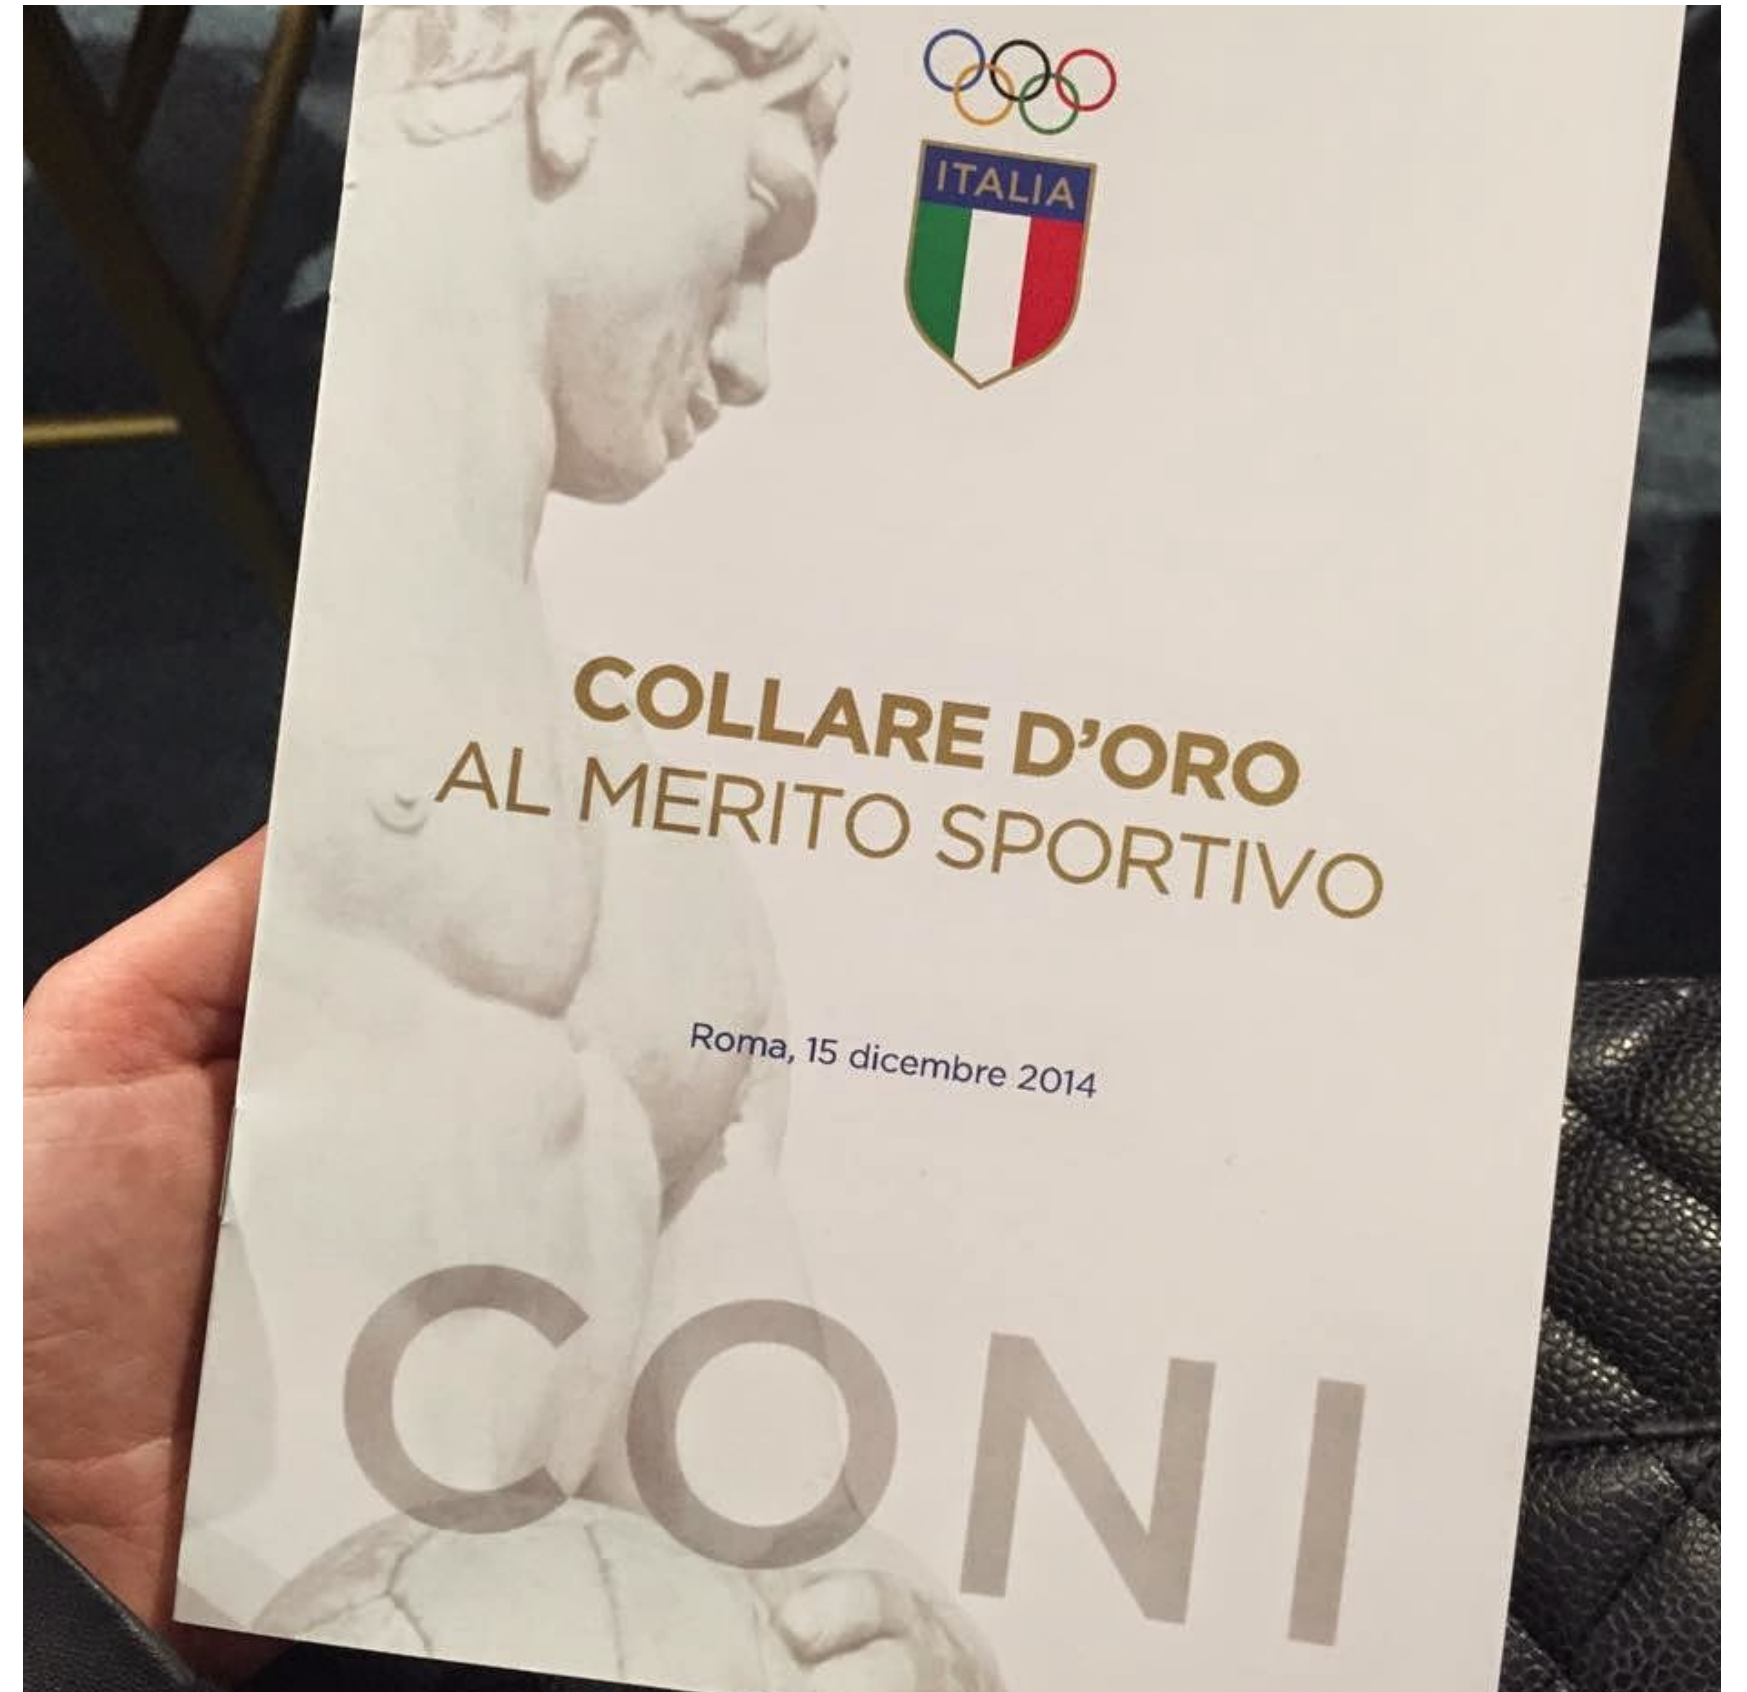 ITALIA
COLLARE D'ORO
AL MERITO SPORTIVO
Roma, 15 dicembre 2014
CONI